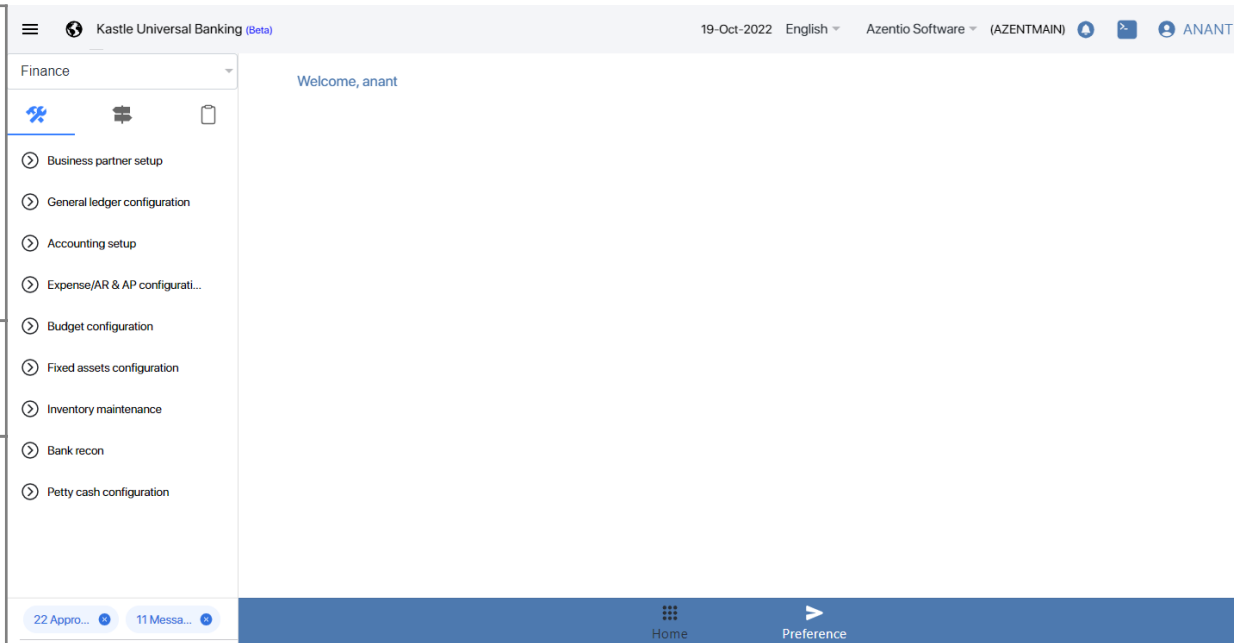 Kastle Universal Banking (Beta)
19-Oct-2022 English Azentio Software (AZENTMAIN) ANANT
Finance
Welcome, anant
Business partner setup
General ledger configuration
Accounting setup
Expense/AR & AP configurati...
Budget configuration
Fixed assets configuration
Inventory maintenance
Bank recon
Petty cash configuration
22 Appro... 11 Messa...
Home Preference